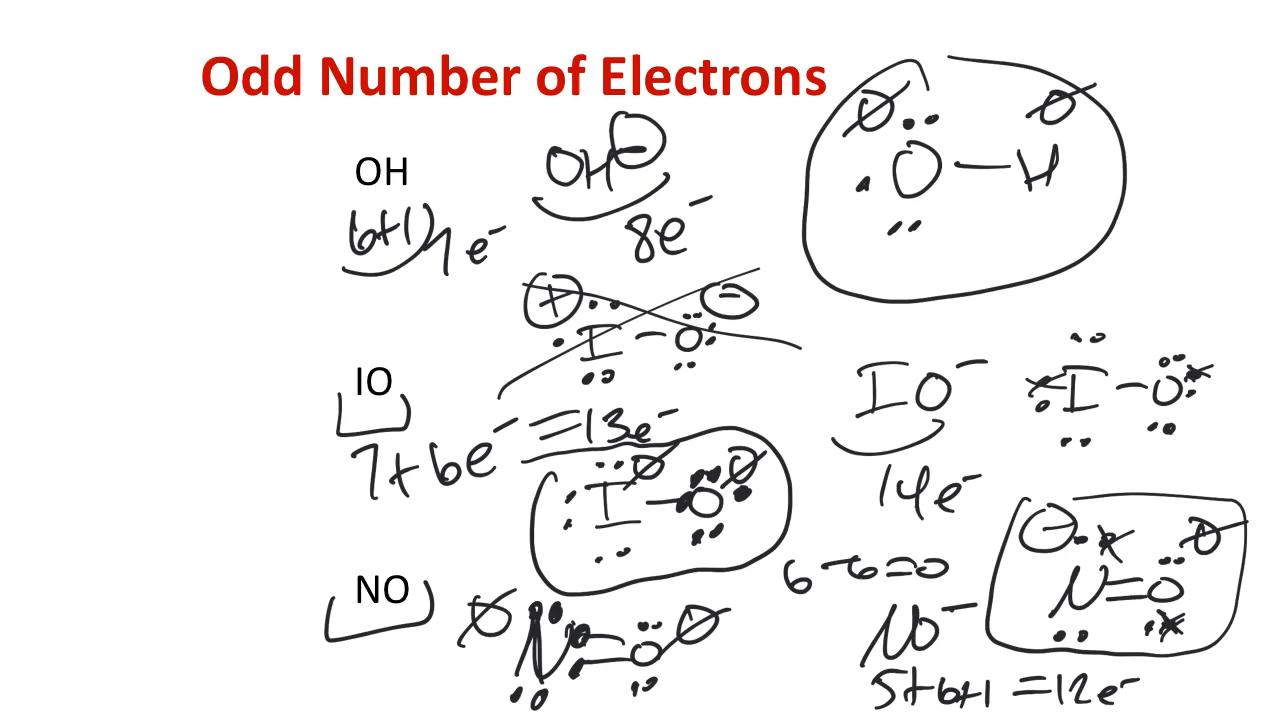 Odd Number of Electrons
OH
OH⊖
6+1)7e⁻
8e⁻
O—H
I—O
IO
7+6e⁻=13e⁻
I—O
IO⁻
I—O
14e⁻
NO
N=O
6-6=0
NO⁻
5+6+1=12e⁻
N=O